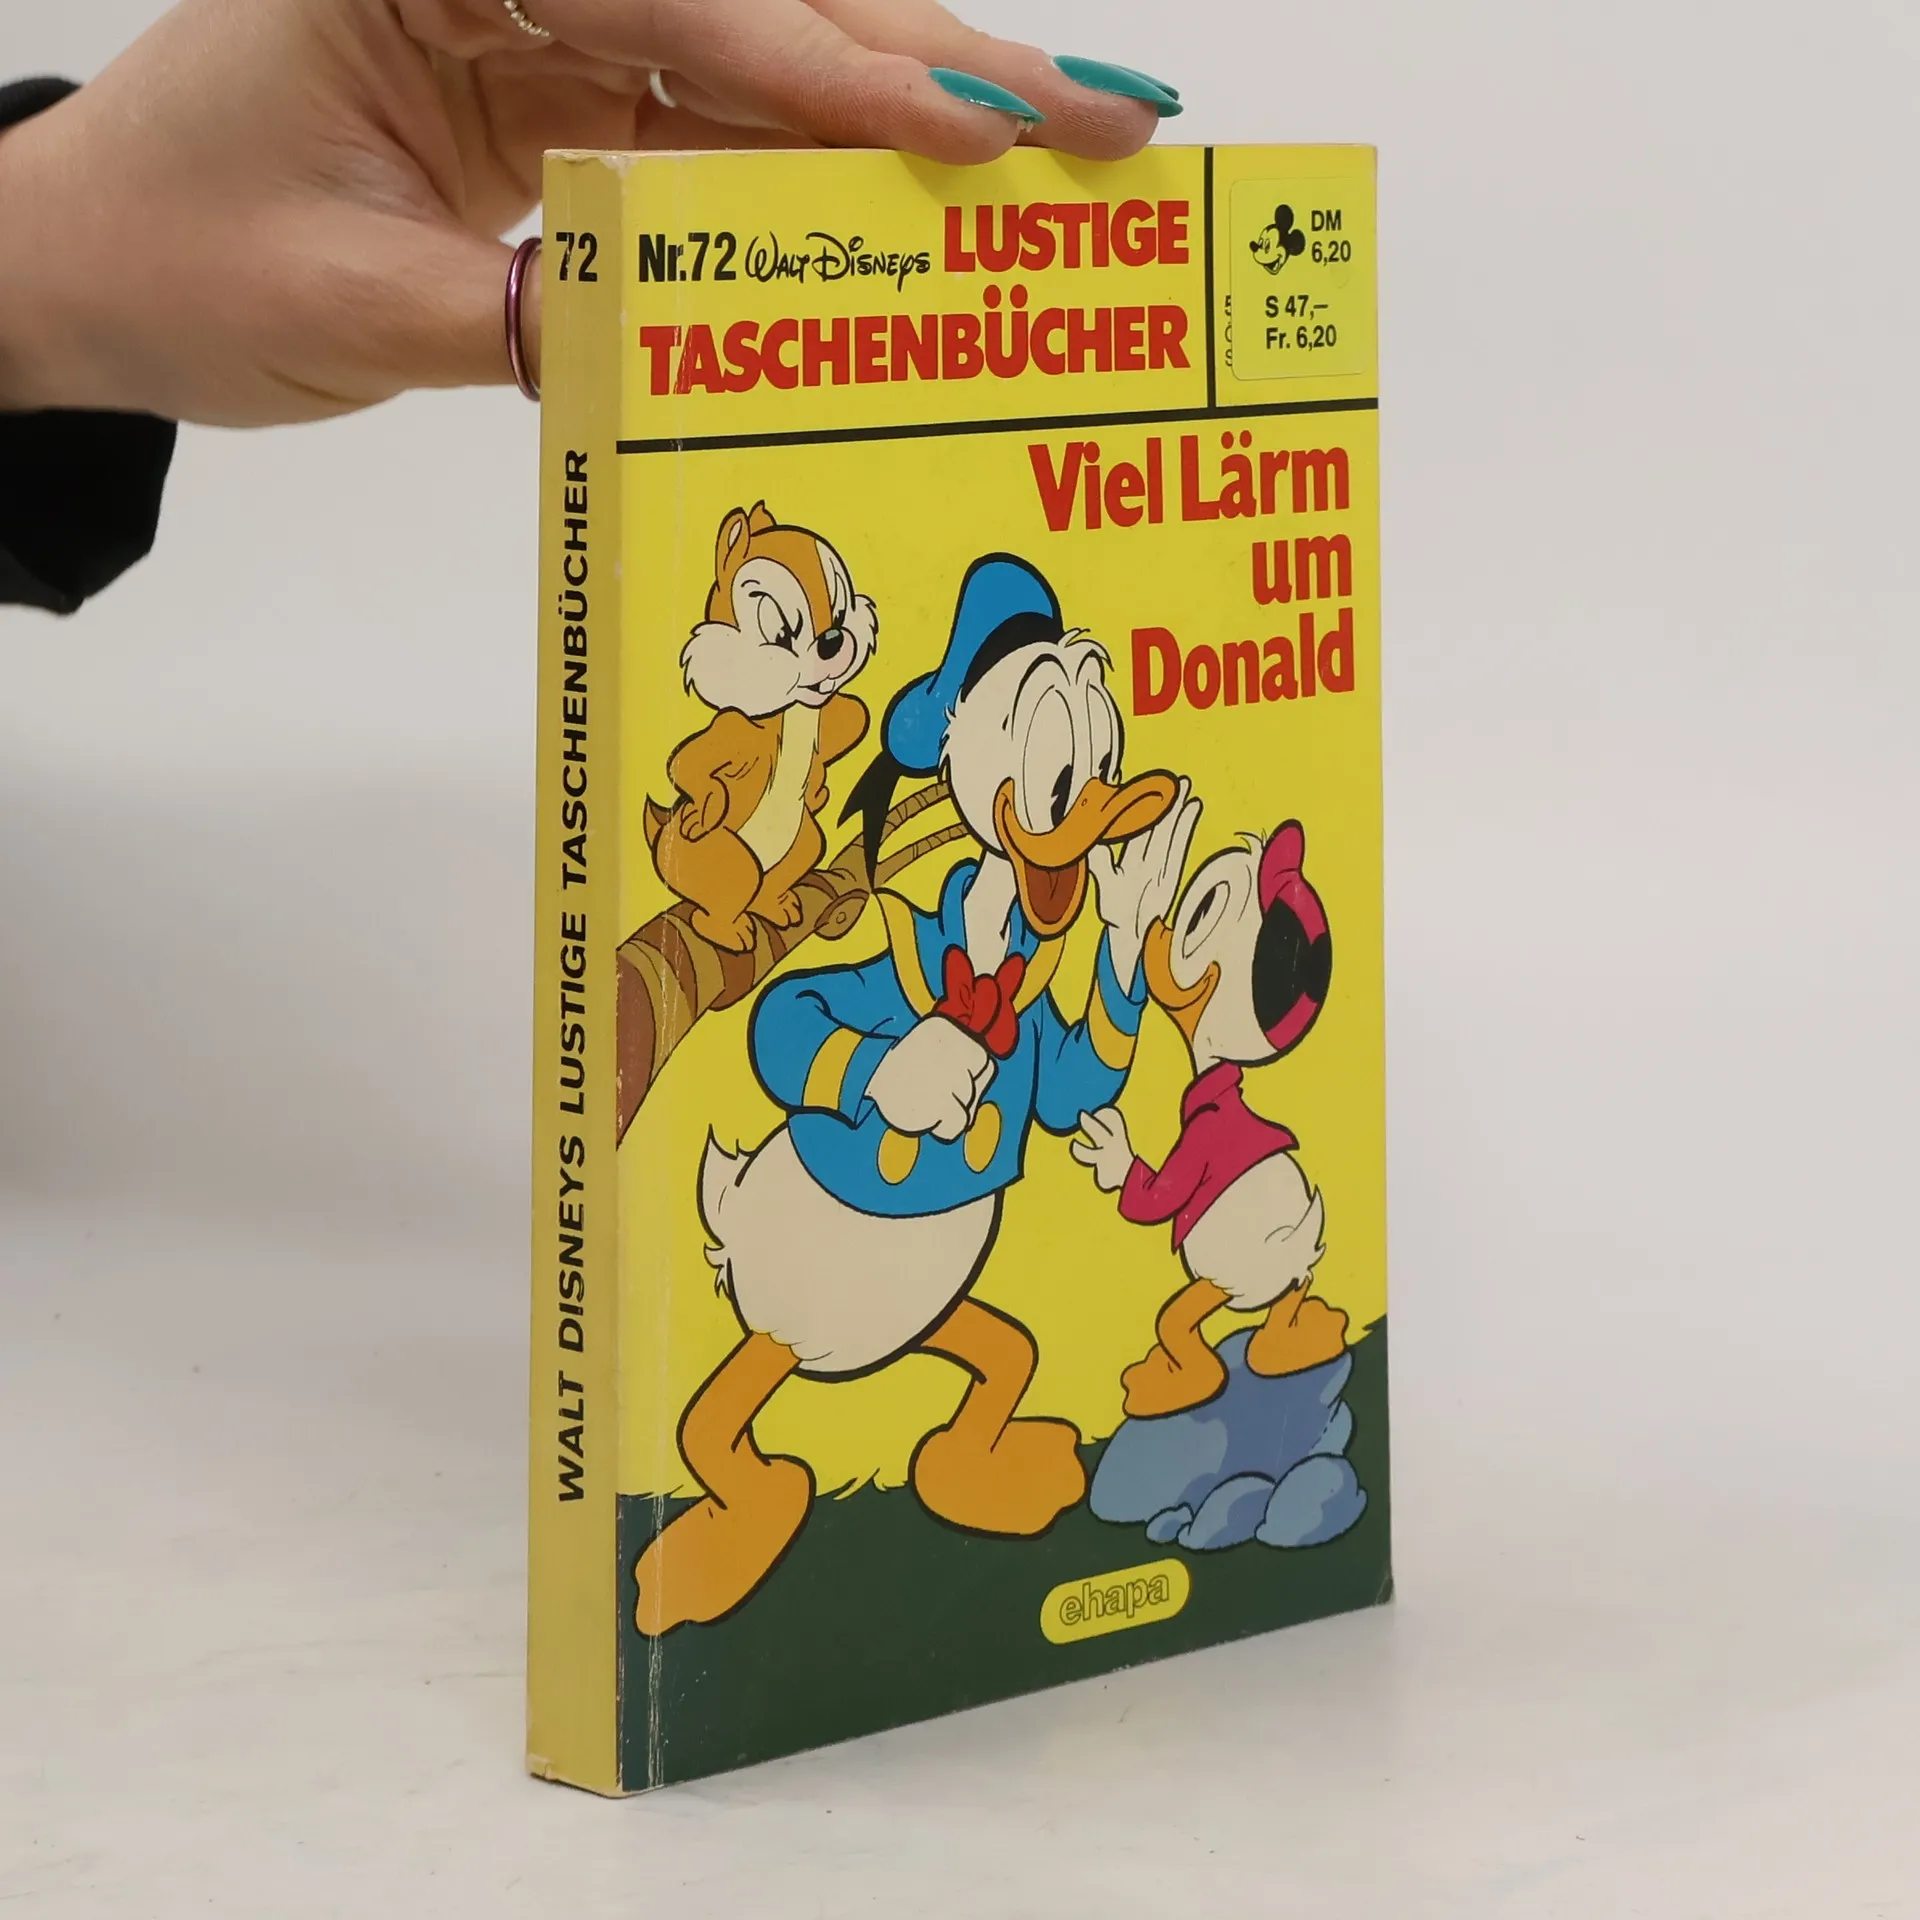 72
WALT DISNEYS LUSTIGE TASCHENBÜCHER
Nr.72 WALT DISNEYS LUSTIGE
TASCHENBÜCHER
DM
6,20
S 47,–
Fr. 6,20
Viel Lärm
um
Donald
ehapa